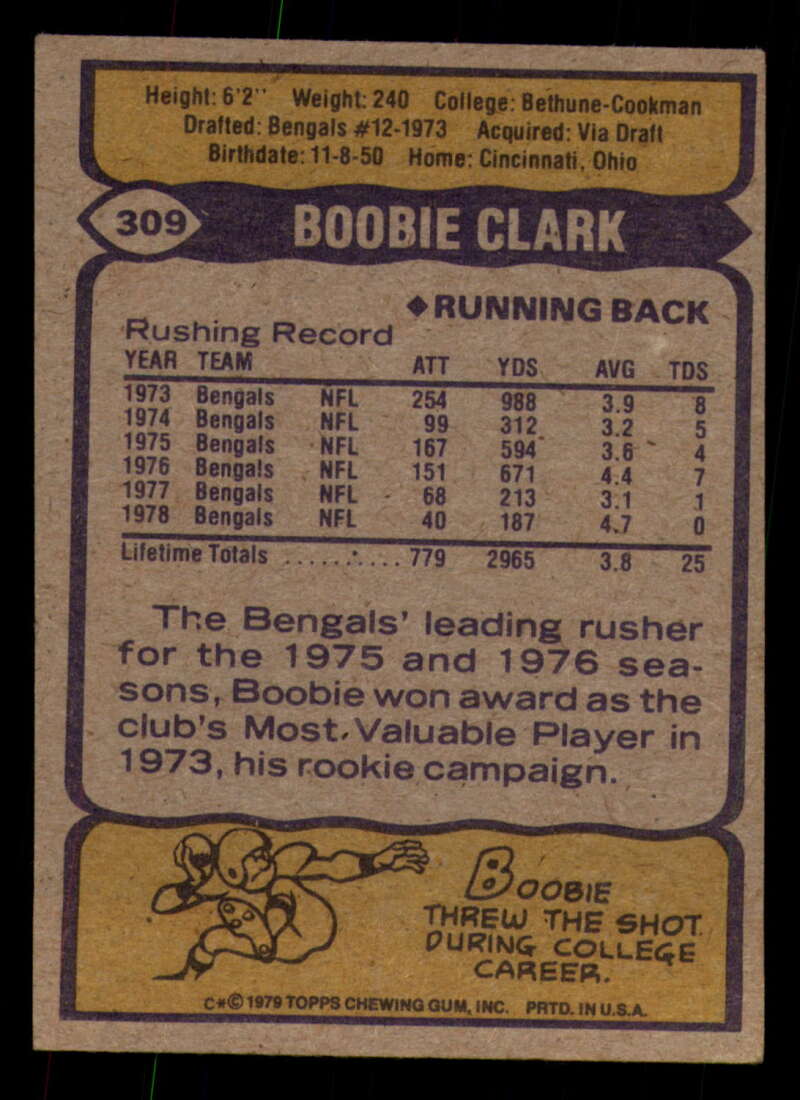 Height: 6'2" Weight: 240 College: Bethune-Cookman
Drafted: Bengals #12-1973 Acquired: Via Draft
Birthdate: 11-8-50 Home: Cincinnati, Ohio
309 BOOBIE CLARK
◆RUNNING BACK
Rushing Record
YEAR TEAM ATT YDS AVG TDS
1973 Bengals NFL 254 988 3.9 8
1974 Bengals NFL 99 312 3.2 5
1975 Bengals NFL 167 594 3.6 4
1976 Bengals NFL 151 671 4.4 7
1977 Bengals NFL 68 213 3.1 1
1978 Bengals NFL 40 187 4.7 0
Lifetime Totals .......... 779 2965 3.8 25
The Bengals' leading rusher
for the 1975 and 1976 sea-
sons, Boobie won award as the
club's Most Valuable Player in
1973, his rookie campaign.
BOOBIE
THREW THE SHOT
DURING COLLEGE
CAREER.
C*© 1979 TOPPS CHEWING GUM, INC. PRTD. IN U.S.A.